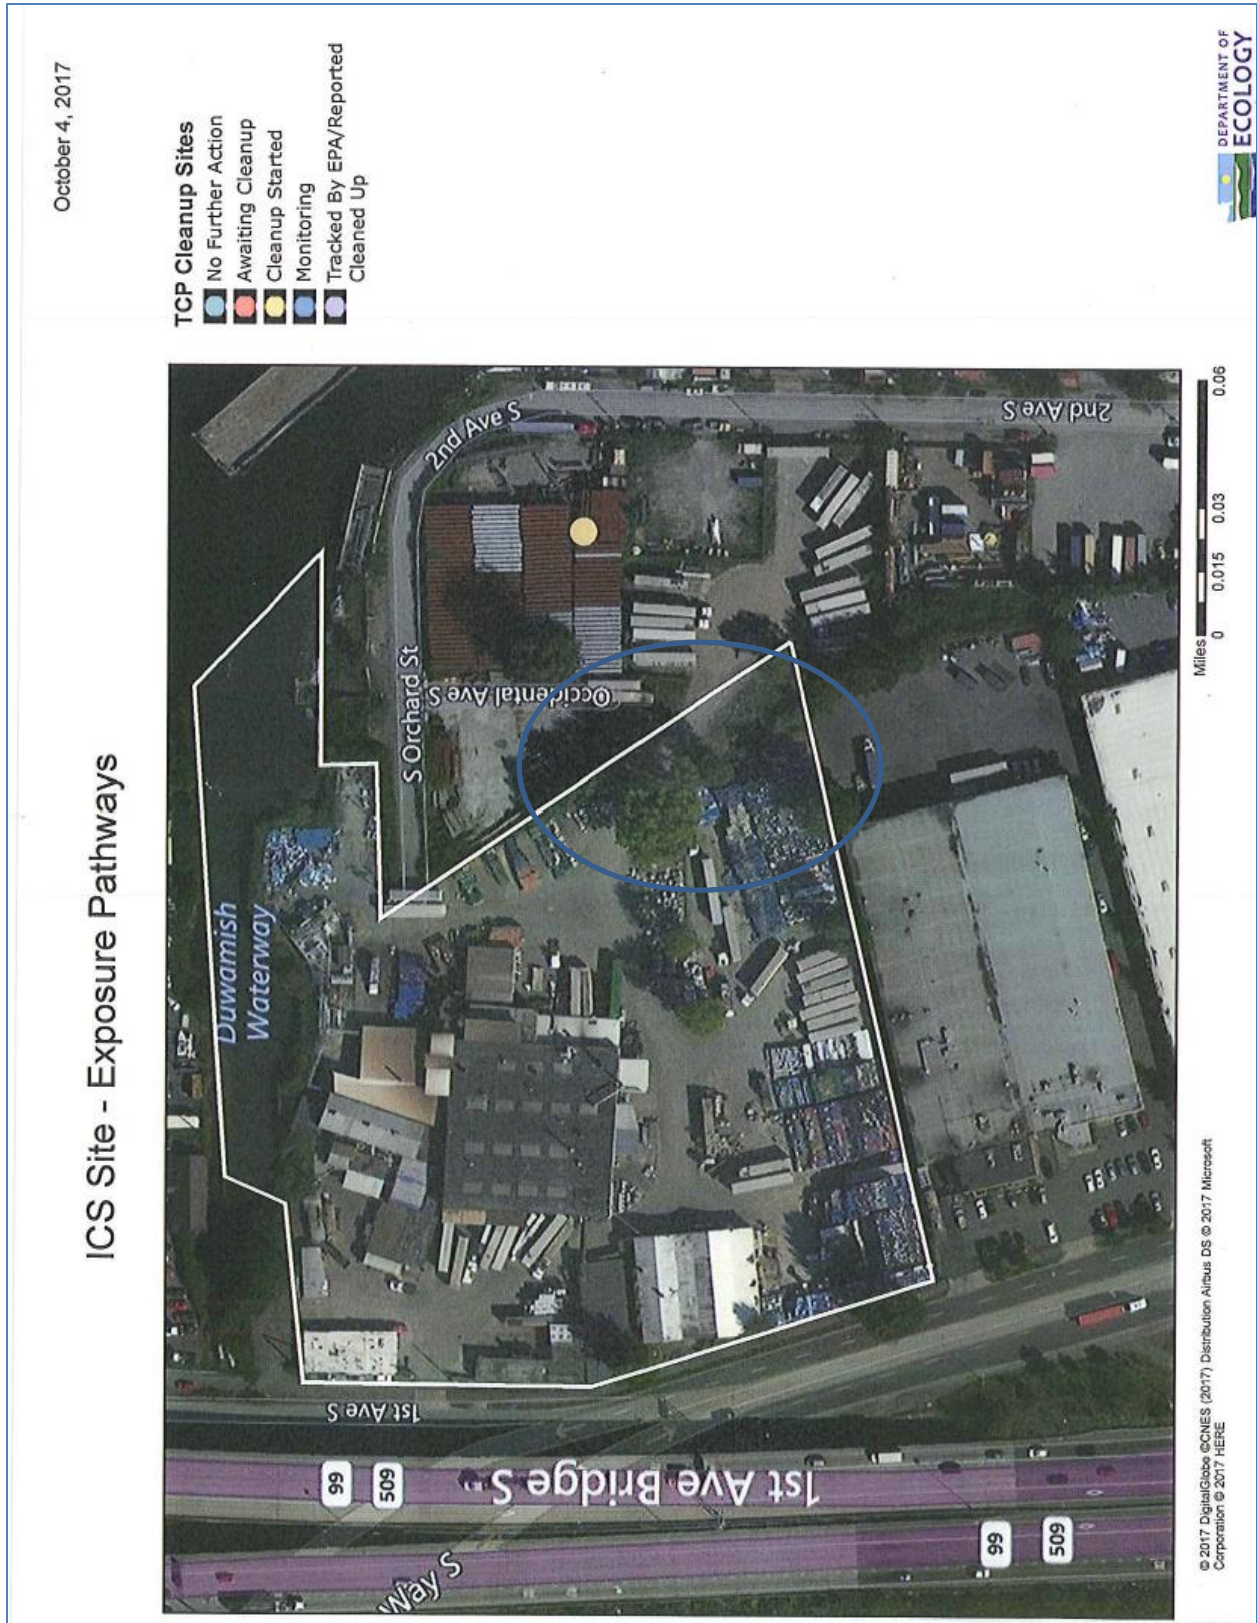 October 4, 2017
ICS Site - Exposure Pathways
TCP Cleanup Sites
No Further Action
Awaiting Cleanup
Cleanup Started
Monitoring
Tracked By EPA/Reported
Cleaned Up
Duwamish
Waterway
2nd Ave S
S Orchard St
Occidental Ave S
2nd Ave S
1st Ave S
99
509
1st Ave Bridge S
Way S
99
509
Miles
0 0.015 0.03 0.06
© 2017 DigitalGlobe ©CNES (2017) Distribution Airbus DS © 2017 Microsoft
Corporation © 2017 HERE
DEPARTMENT OF
ECOLOGY